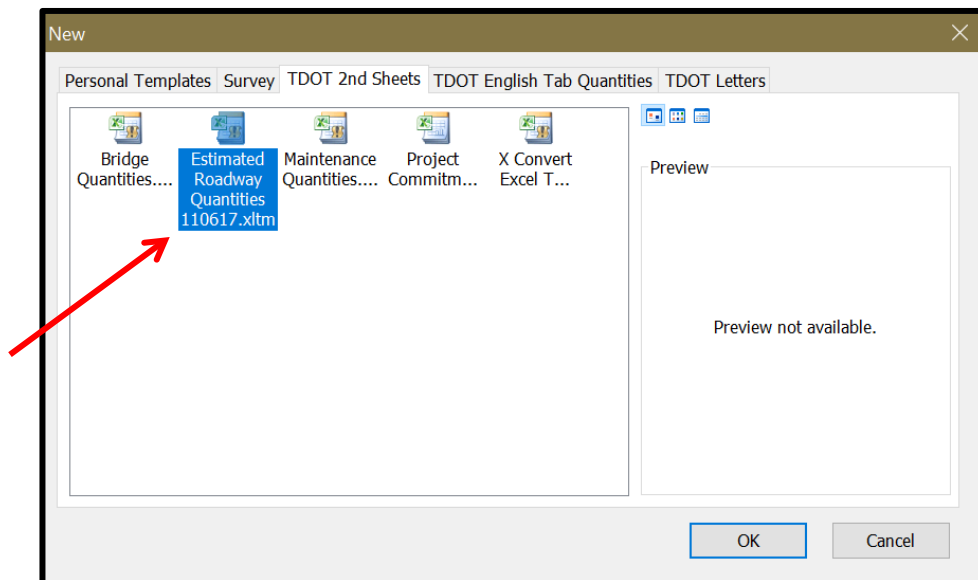 New
Personal Templates Survey TDOT 2nd Sheets TDOT English Tab Quantities TDOT Letters
Bridge
Quantities....
Estimated
Roadway
Quantities
110617.xltm
Maintenance
Quantities....
Project
Commitm...
X Convert
Excel T...
Preview
Preview not available.
OK Cancel